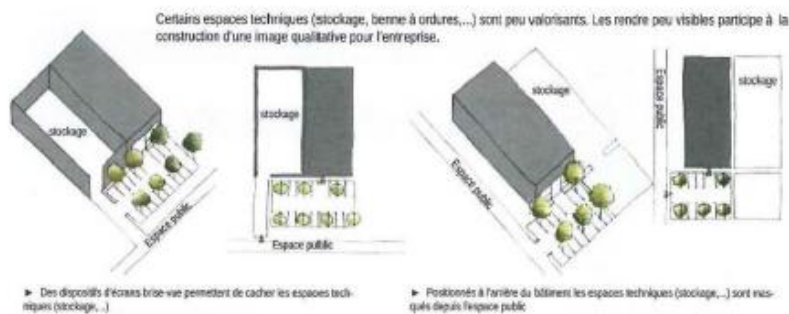 Certains espaces techniques (stockage, benne à ordures,...) sont peu valorisants. Les rendre peu visibles participe à la
construction d'une image qualitative pour l'entreprise.
stockage
Espace public
stockage
Espace public
stockage
Espace public
Espace public
stockage
► Des dispositifs d'écrans brise-vue permettent de cacher les espaces tech-
niques (stockage,...)
► Positionnés à l'arrière du bâtiment les espaces techniques (stockage,...) sont mas-
qués depuis l'espace public